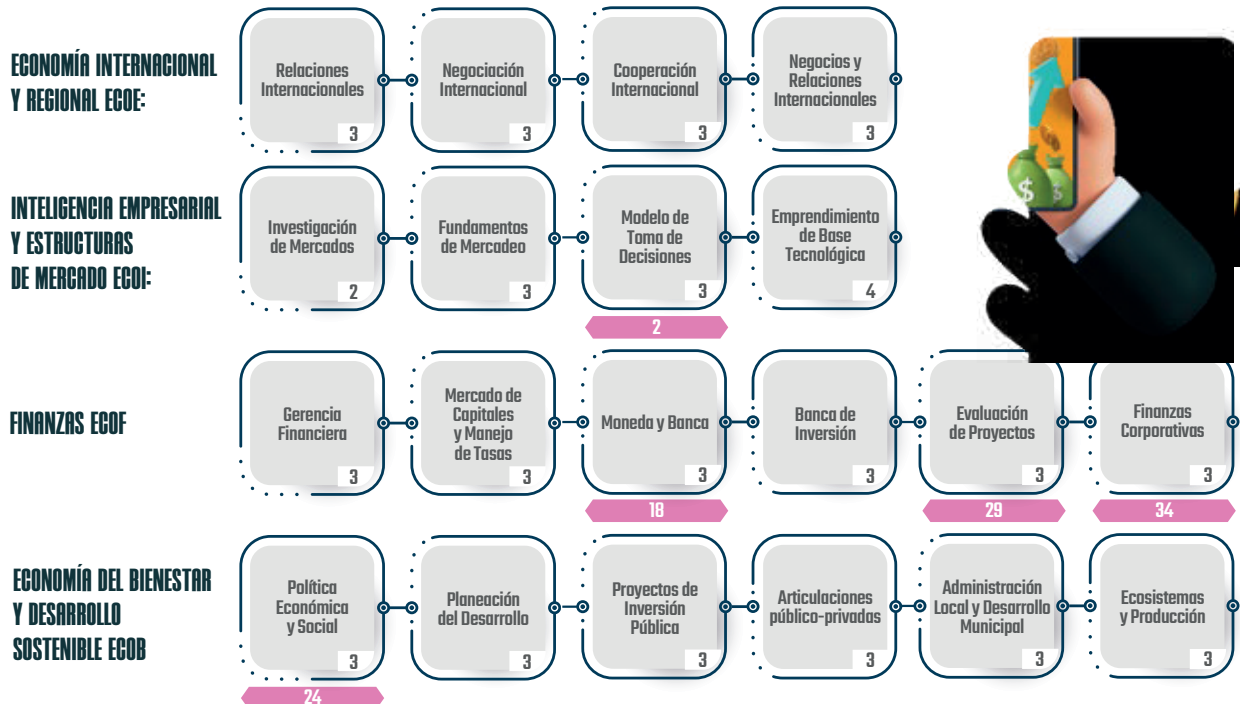 ECONOMÍA INTERNACIONAL
Y REGIONAL ECOE:
Relaciones
Internacionales
3
Negociación
Internacional
3
Cooperación
Internacional
3
Negocios y
Relaciones
Internacionales
3
INTELIGENCIA EMPRESARIAL
Y ESTRUCTURAS
DE MERCADO ECOI:
Investigación
de Mercados
2
Fundamentos
de Mercadeo
3
Modelo de
Toma de
Decisiones
3
2
Emprendimiento
de Base
Tecnológica
4
$
$
FINANZAS ECOF
Gerencia
Financiera
3
Mercado de
Capitales
y Manejo
de Tasas
3
Moneda y Banca
3
18
Banca de
Inversión
3
Evaluación
de Proyectos
3
29
Finanzas
Corporativas
3
34
ECONOMÍA DEL BIENESTAR
Y DESARROLLO
SOSTENIBLE ECOB
Política
Económica
y Social
3
24
Planeación
del Desarrollo
3
Proyectos de
Inversión
Pública
3
Articulaciones
público-privadas
3
Administración
Local y Desarrollo
Municipal
3
Ecosistemas
y Producción
3